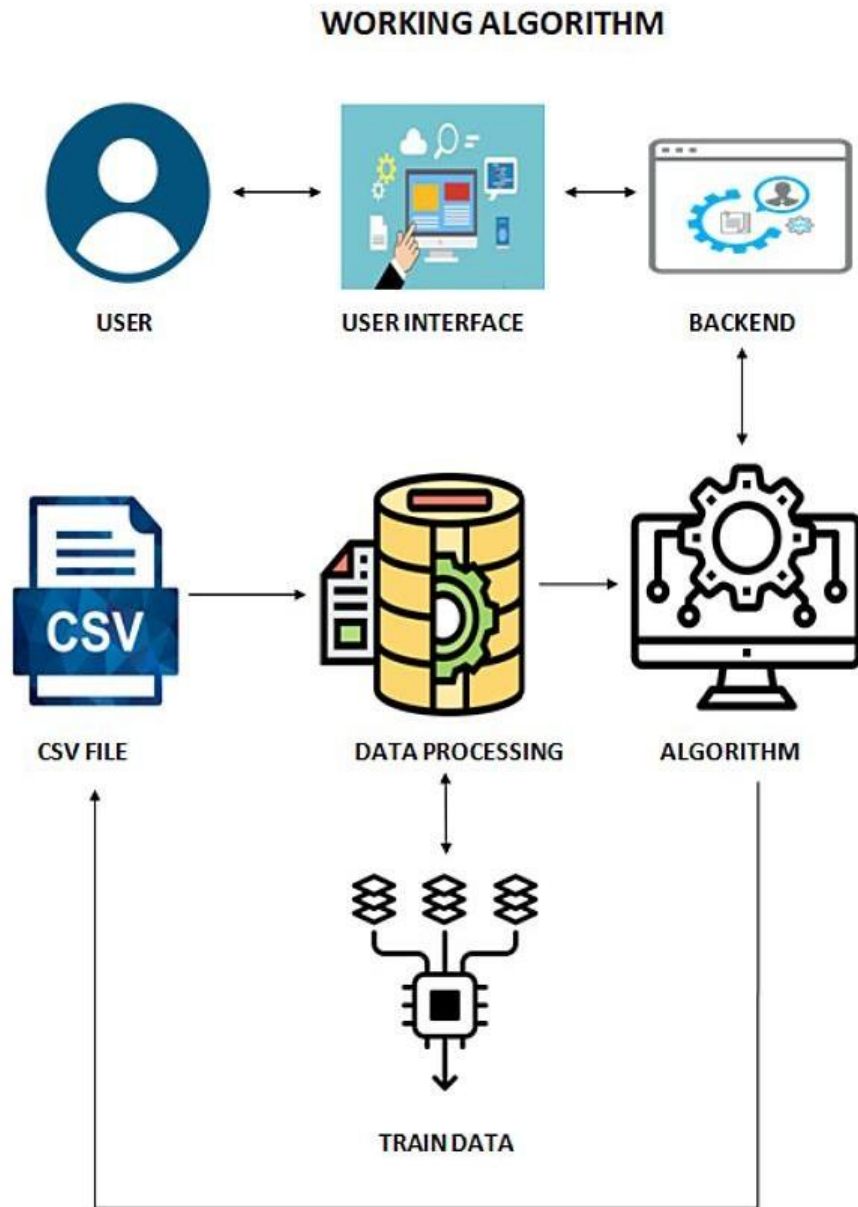 WORKING ALGORITHM
USER
USER INTERFACE
BACKEND
CSV
CSV FILE
DATA PROCESSING
ALGORITHM
TRAIN DATA